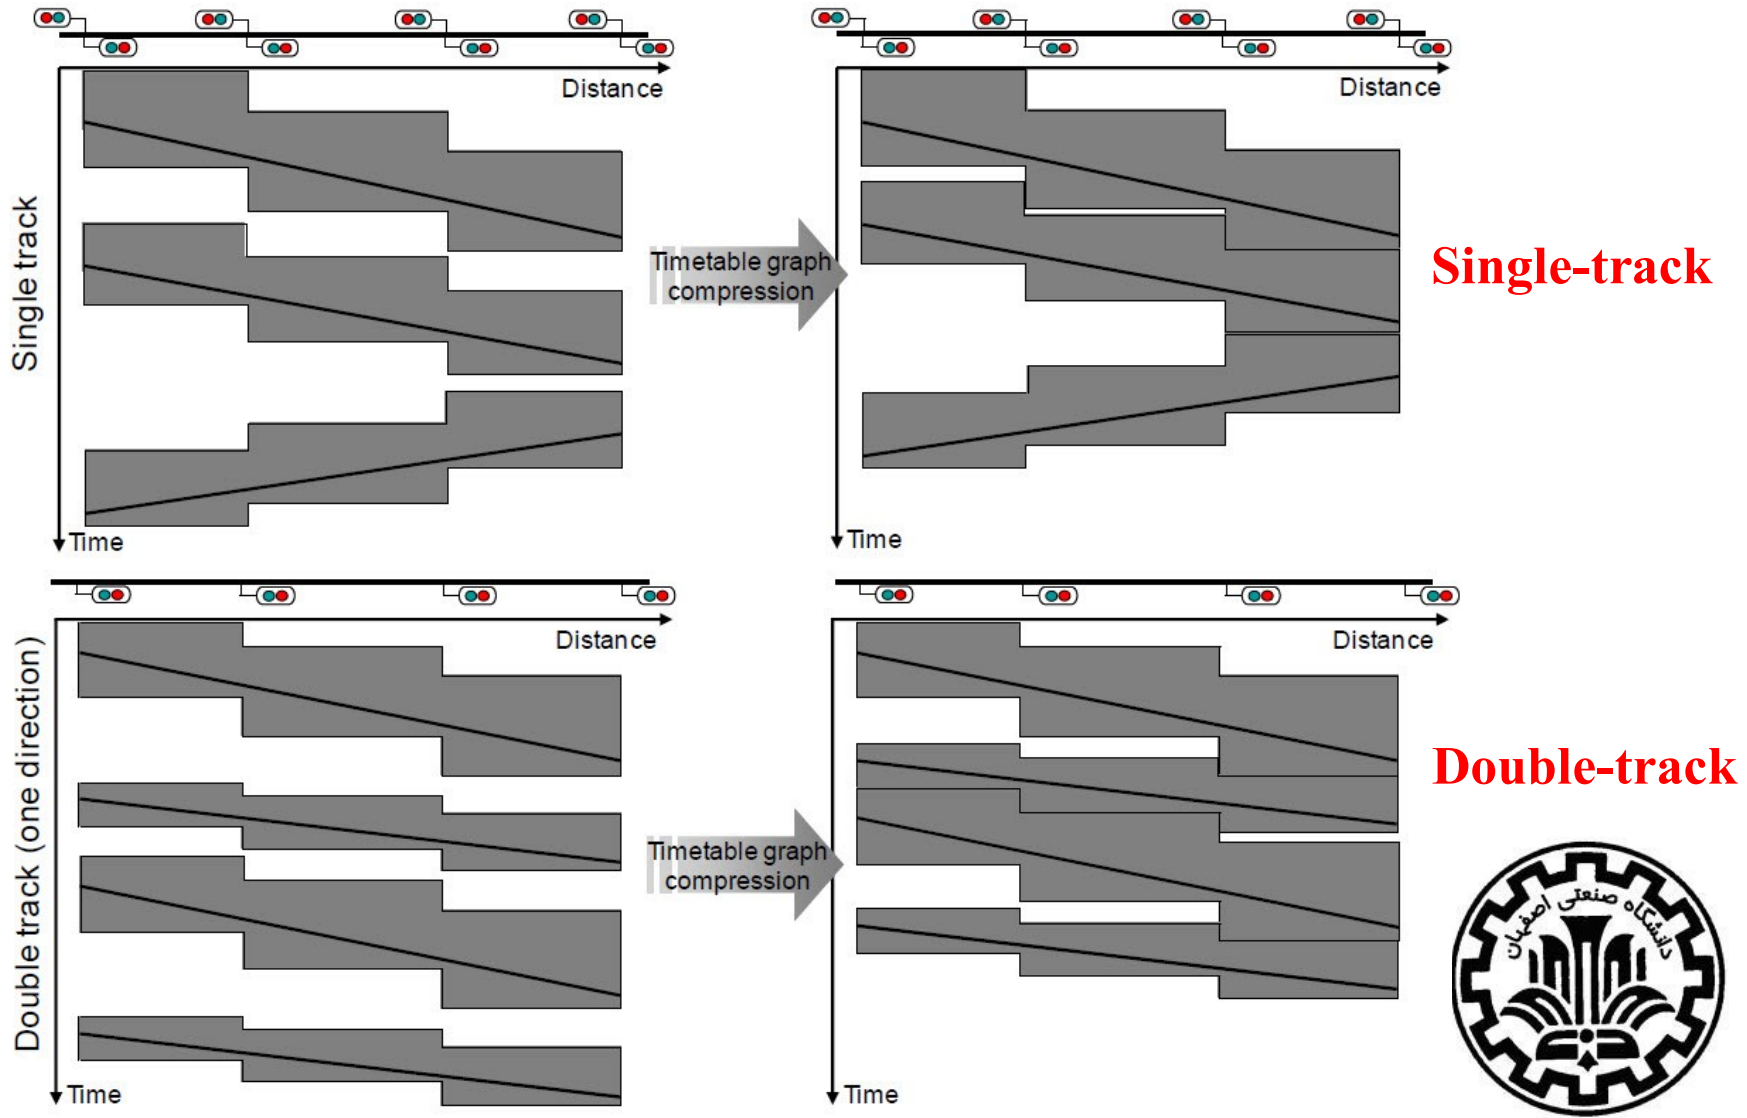 Distance
Single track
Time
Timetable graph
compression
Distance
Time
Single-track
Distance
Double track (one direction)
Time
Timetable graph
compression
Distance
Time
Double-track
دانشگاه صنعتی اصفهان